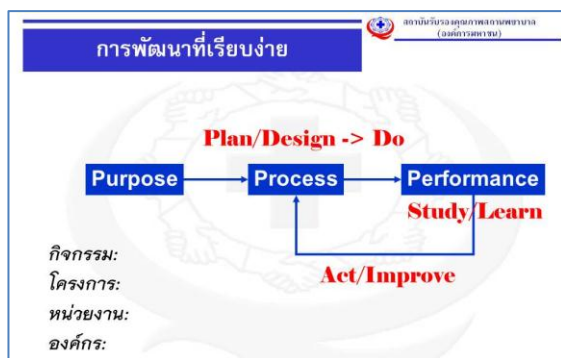 สถาบันรับรองคุณภาพสถานพยาบาล
(องค์การมหาชน)
การพัฒนาที่เรียบง่าย
Plan/Design -> Do
Purpose
Process
Performance
Study/Learn
Act/Improve
กิจกรรม:
โครงการ:
หน่วยงาน:
องค์กร: